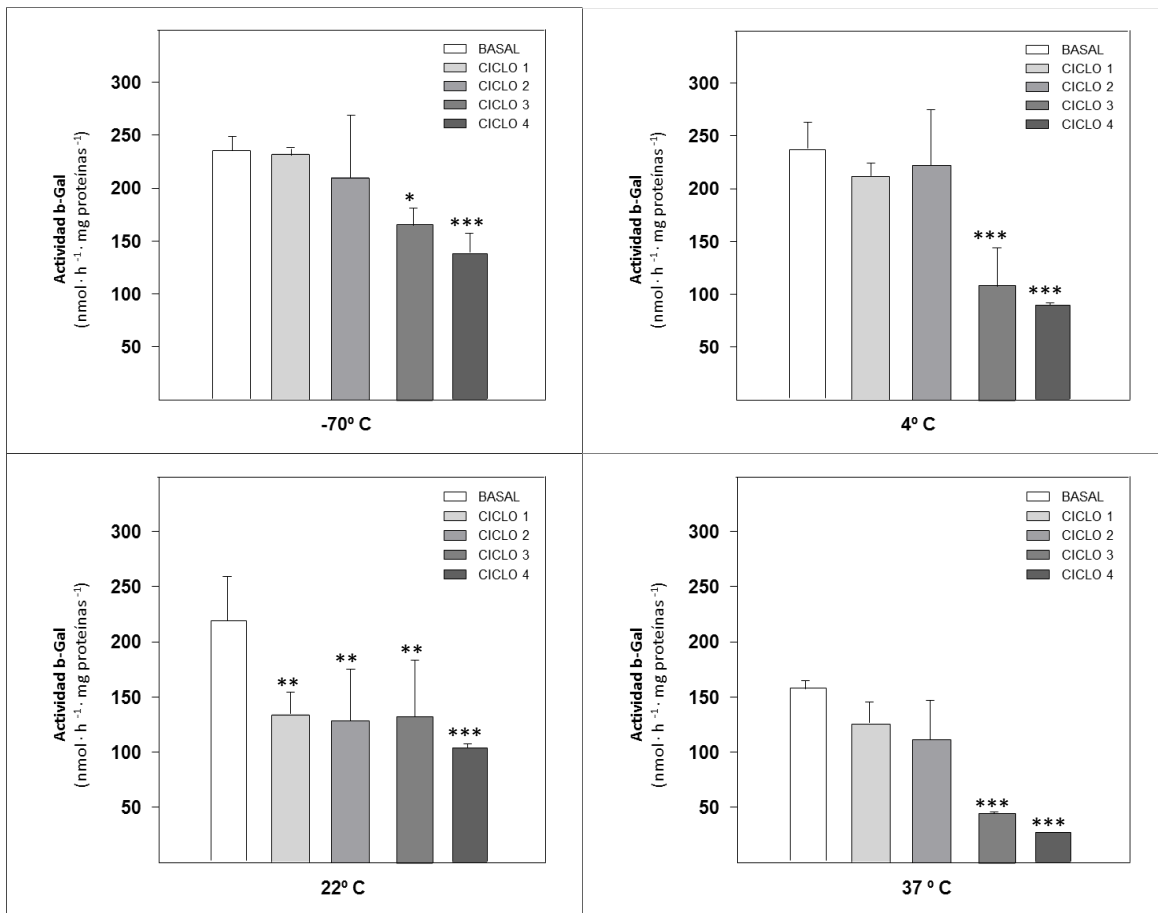 BASAL
CICLO 1
CICLO 2
CICLO 3
CICLO 4
300
250
200
150
100
50
Actividad b-Gal
(nmol· h ⁻¹· mg proteínas ⁻¹)
*
***
-70º C
BASAL
CICLO 1
CICLO 2
CICLO 3
CICLO 4
300
250
200
150
100
50
Actividad b-Gal
(nmol· h ⁻¹· mg proteínas ⁻¹)
***
***
4º C
BASAL
CICLO 1
CICLO 2
CICLO 3
CICLO 4
300
250
200
150
100
50
Actividad b-Gal
(nmol· h ⁻¹· mg proteínas ⁻¹)
**
**
**
***
22º C
BASAL
CICLO 1
CICLO 2
CICLO 3
CICLO 4
300
250
200
150
100
50
Actividad b-Gal
(nmol· h ⁻¹· mg proteínas ⁻¹)
***
***
37 º C